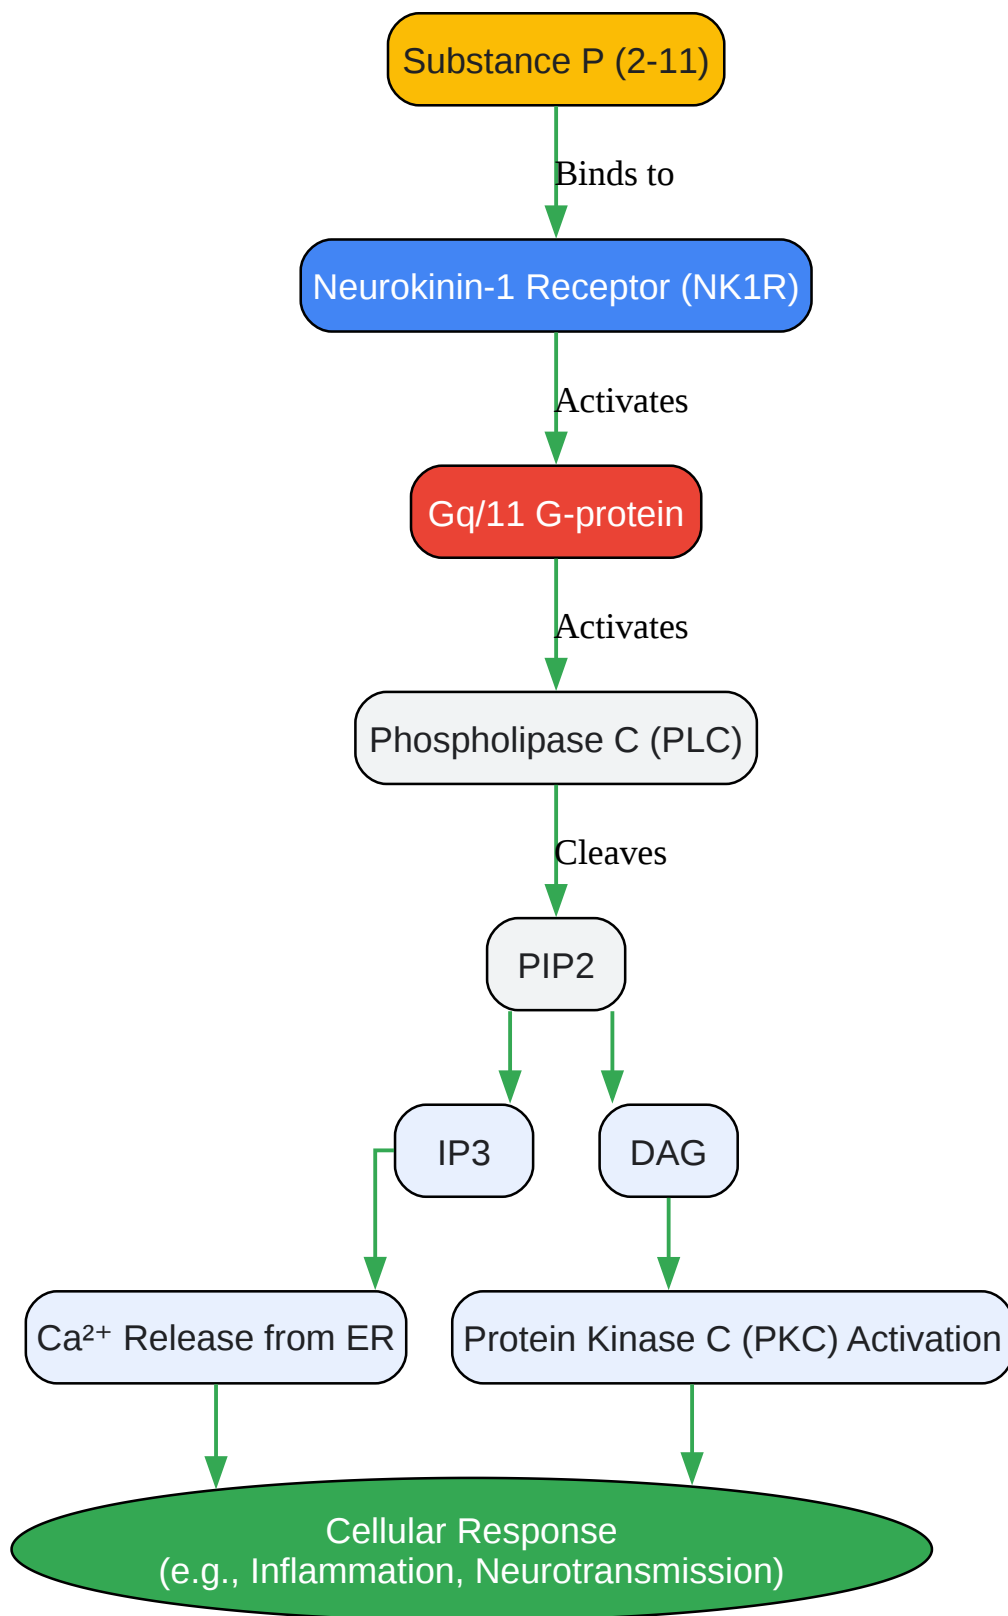 Substance P (2-11)
Binds to
Neurokinin-1 Receptor (NK1R)
Activates
Gq/11 G-protein
Activates
Phospholipase C (PLC)
Cleaves
PIP2
IP3
DAG
Ca²⁺ Release from ER
Protein Kinase C (PKC) Activation
Cellular Response
(e.g., Inflammation, Neurotransmission)